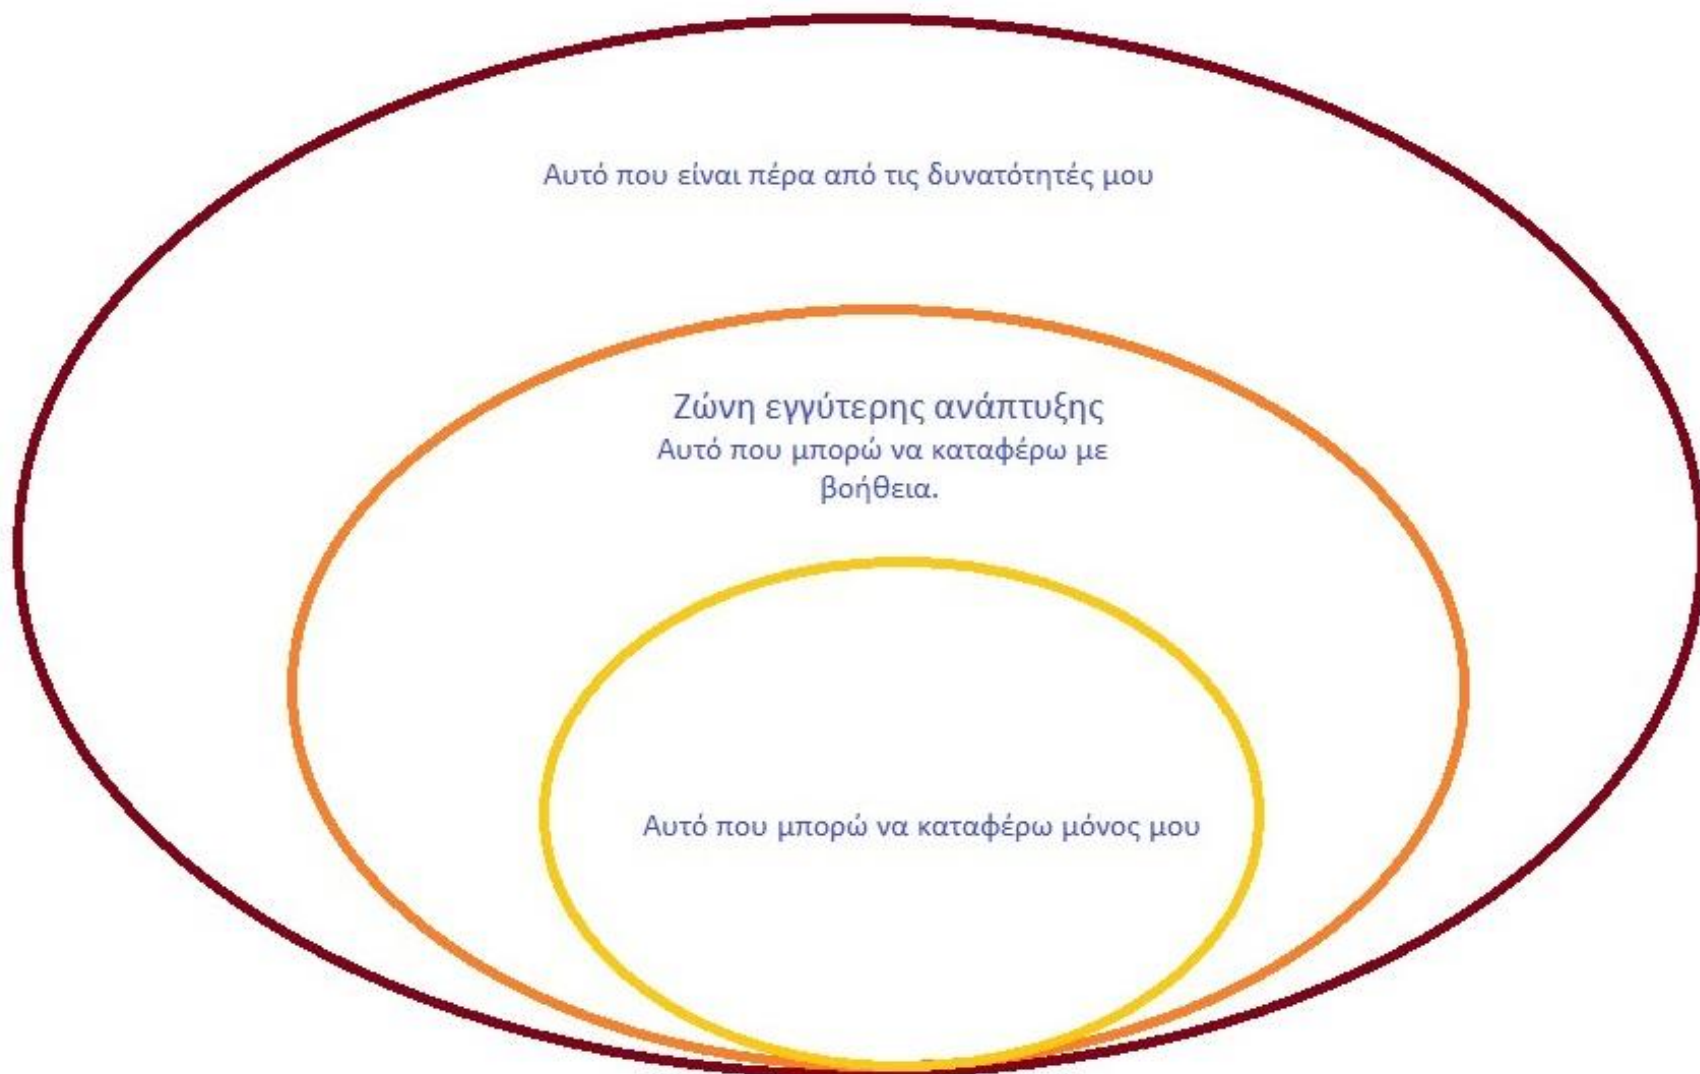 Αυτό που είναι πέρα από τις δυνατότητές μου
Ζώνη εγγύτερης ανάπτυξης
Αυτό που μπορώ να καταφέρω με
βοήθεια.
Αυτό που μπορώ να καταφέρω μόνος μου